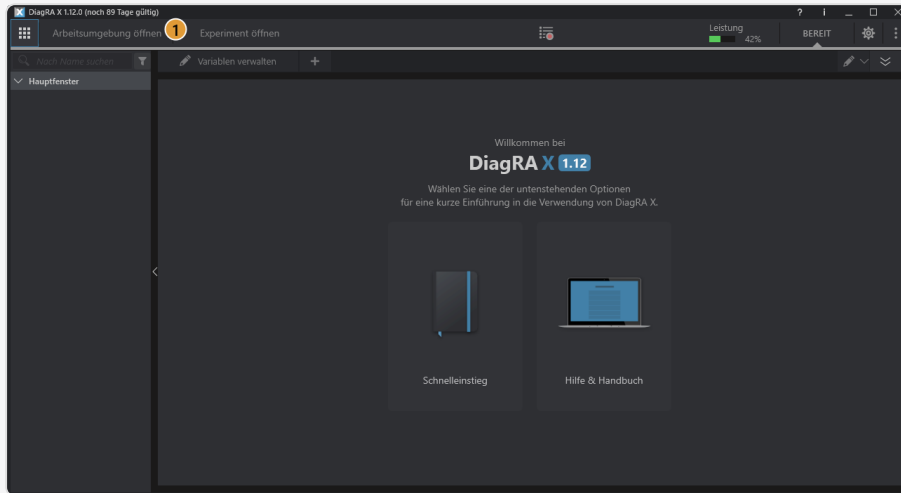 DiagRA X 1.12.0 (noch 89 Tage gültig)
Arbeitsumgebung öffnen 1 Experiment öffnen
Leistung
42%
BEREIT
Nach Name suchen
Variablen verwalten
Hauptfenster
Willkommen bei
DiagRA X 1.12
Wählen Sie eine der untenstehenden Optionen
für eine kurze Einführung in die Verwendung von DiagRA X.
Schnelleinstieg
Hilfe & Handbuch